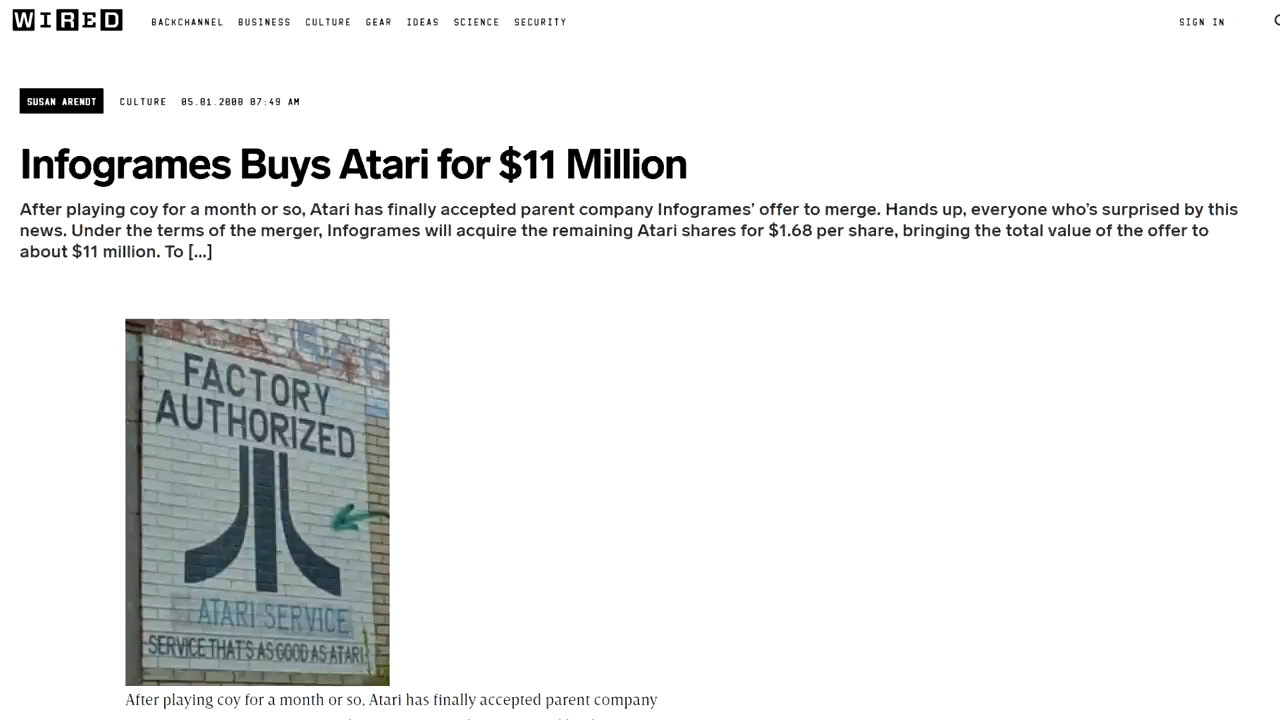 WIRED BACKCHANNEL BUSINESS CULTURE GEAR IDEAS SCIENCE SECURITY SIGN IN
SUSAN ARENDT CULTURE 05.01.2008 07:49 AM
Infogrames Buys Atari for $11 Million
After playing coy for a month or so, Atari has finally accepted parent company Infogrames’ offer to merge. Hands up, everyone who’s surprised by this
news. Under the terms of the merger, Infogrames will acquire the remaining Atari shares for $1.68 per share, bringing the total value of the offer to
about $11 million. To [...]
FACTORY
AUTHORIZED
ATARI SERVICE
SERVICE THAT'S AS GOOD AS ATARI
After playing coy for a month or so, Atari has finally accepted parent company